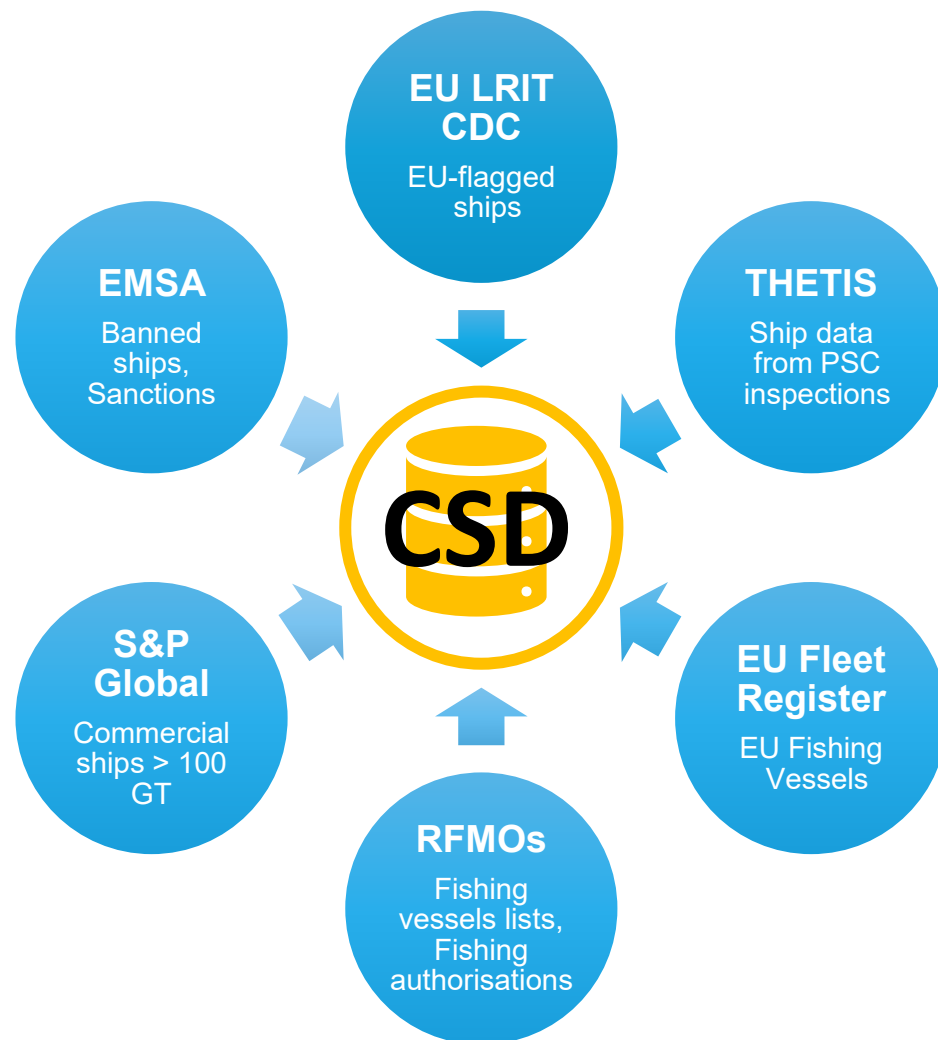 EU LRIT
CDC
EU-flagged
ships
THETIS
Ship data
from PSC
inspections
EU Fleet
Register
EU Fishing
Vessels
RFMOs
Fishing
vessels lists,
Fishing
authorisations
S&P
Global
Commercial
ships > 100
GT
EMSA
Banned
ships,
Sanctions
CSD